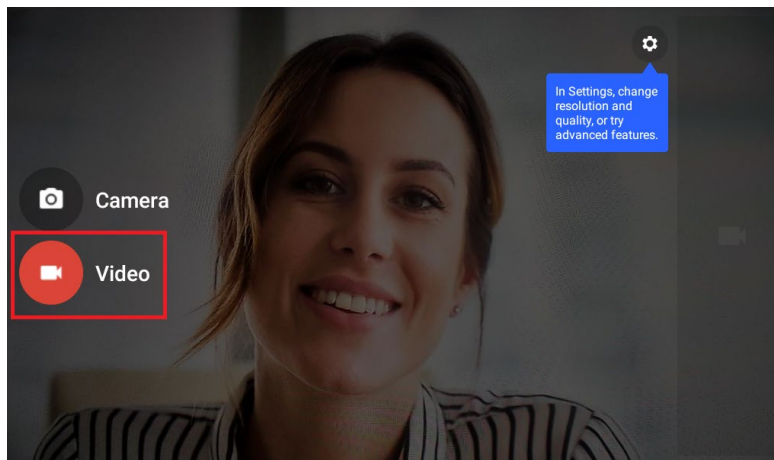 In Settings, change
resolution and
quality, or try
advanced features.
Camera
Video